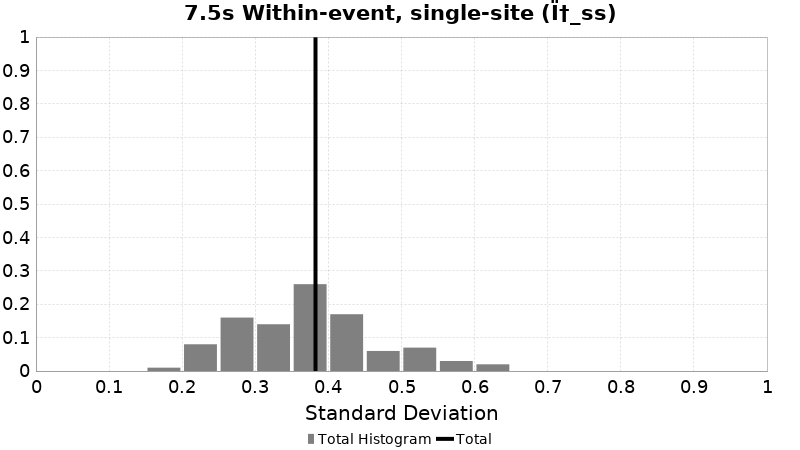 7.5s Within-event, single-site (Ï†_ss)
1
0.9
0.8
0.7
0.6
0.5
0.4
0.3
0.2
0.1
0
0 0.1 0.2 0.3 0.4 0.5 0.6 0.7 0.8 0.9 1
Standard Deviation
Total Histogram Total